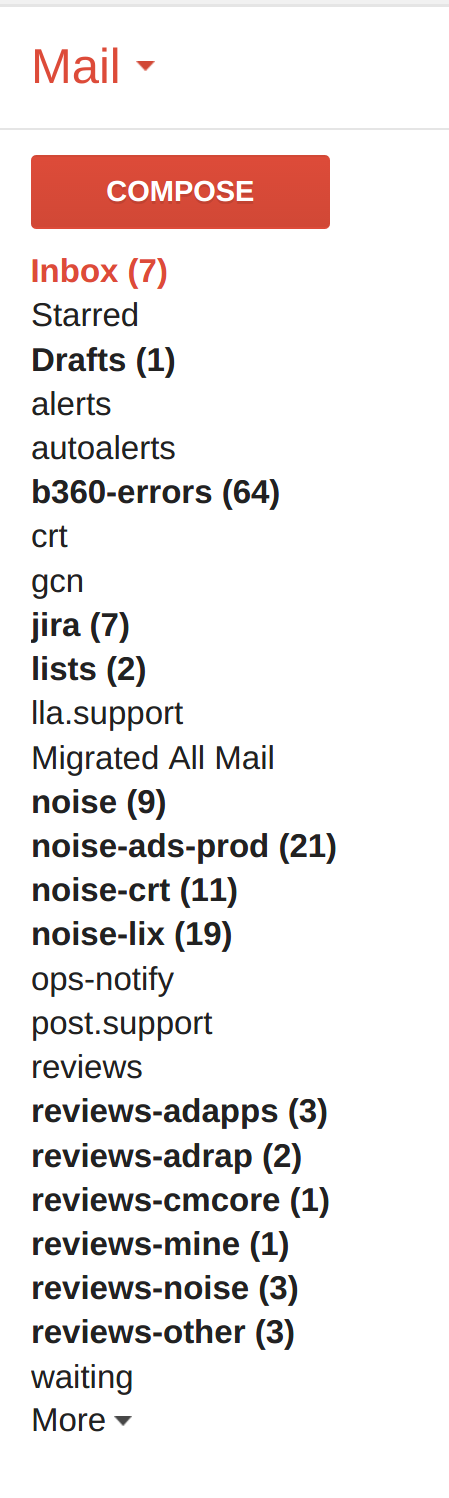 Mail
COMPOSE
Inbox (7)
Starred
Drafts (1)
alerts
autoalerts
b360-errors (64)
crt
gcn
jira (7)
lists (2)
lla.support
Migrated All Mail
noise (9)
noise-ads-prod (21)
noise-crt (11)
noise-lix (19)
ops-notify
post.support
reviews
reviews-adapps (3)
reviews-adrap (2)
reviews-cmcore (1)
reviews-mine (1)
reviews-noise (3)
reviews-other (3)
waiting
More